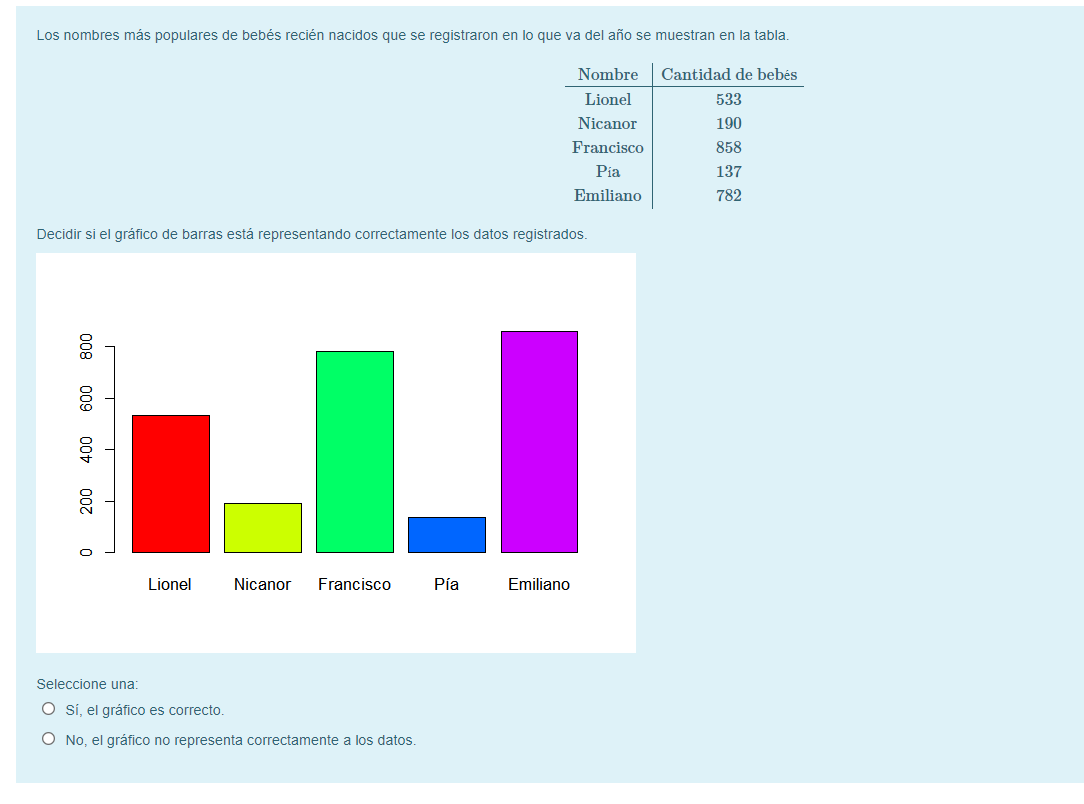 Los nombres más populares de bebés recién nacidos que se registraron en lo que va del año se muestran en la tabla.
Nombre Cantidad de bebés
Lionel 533
Nicanor 190
Francisco 858
Pía 137
Emiliano 782
Decidir si el gráfico de barras está representando correctamente los datos registrados.
800
600
400
200
0
Lionel Nicanor Francisco Pía Emiliano
Seleccione una:
Sí, el gráfico es correcto.
No, el gráfico no representa correctamente a los datos.